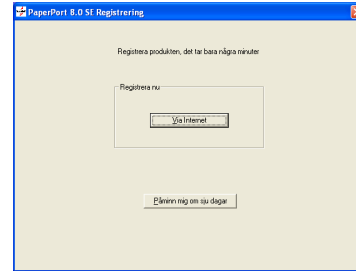 PaperPort 8.0 SE Registrering
Registrera produkten, det tar bara några minuter
Registrera nu
Via Internet
Påminn mig om sju dagar